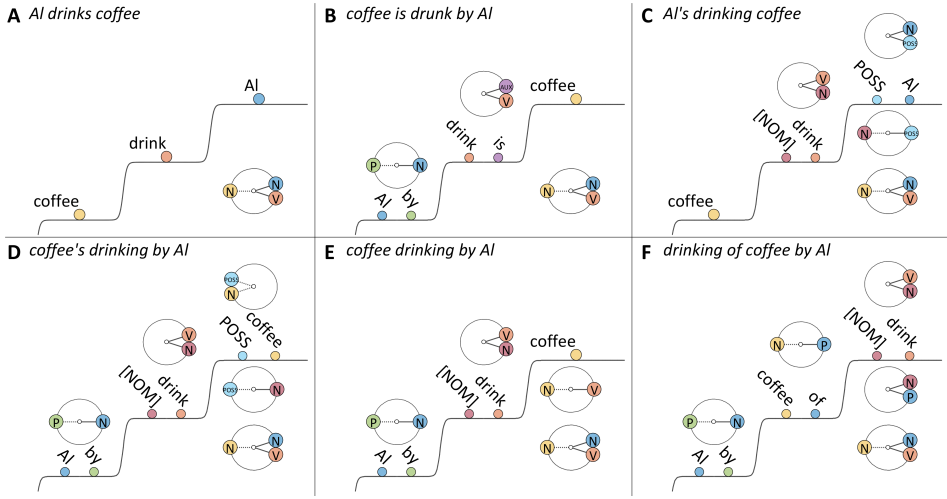 A Al drinks coffee
Al
drink
coffee
N
N
V
B coffee is drunk by Al
AUX
V
coffee
drink
is
P
N
Al
by
N
N
V
C Al's drinking coffee
N
POSS
V
N
POSS
Al
[NOM]
drink
N
POSS
coffee
N
N
V
D coffee's drinking by Al
POSS
N
V
N
POSS
coffee
[NOM]
drink
POSS
N
P
N
Al
by
N
N
V
E coffee drinking by Al
V
N
coffee
[NOM]
drink
N
V
P
N
Al
by
N
N
V
F drinking of coffee by Al
V
N
[NOM]
drink
N
P
coffee
of
N
P
P
N
Al
by
N
N
V